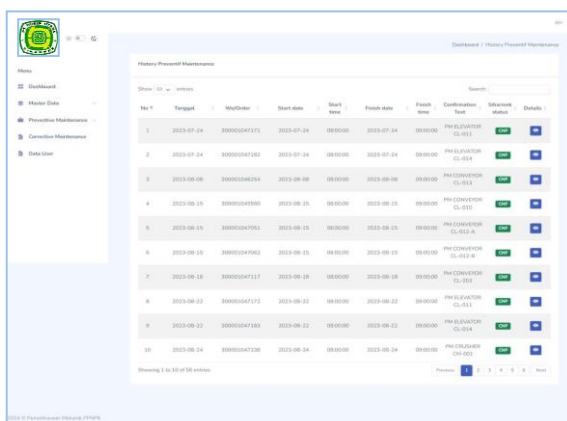 Dashboard / History Preventif Maintenance
Menu
Dashboard
Master Data
Preventive Maintenance
Corrective Maintenance
Data User
History Preventif Maintenance
Show 10 entries
Search:
No Tanggal Wo/Order Start date Start time Finish date Finish time Confirmation Text Sitocrosk status Details
1 2023-07-24 300001047171 2023-07-24 08:00:00 2023-07-24 09:00:00 PM ELEVATOR CL-011 CNF
2 2023-07-24 2023-07-24 08:00:00 2023-07-24 09:00:00 PM ELEVATOR CL-014 CNF
3 2023-08-08 2023-08-08 08:00:00 2023-08-08 09:00:00 PM CONVEYOR CL-013 CNF
4 2023-08-15 2023-08-15 08:00:00 2023-08-15 09:00:00 PM CONVEYOR CL-010 CNF
5 2023-08-15 300001047051 2023-08-15 08:00:00 2023-08-15 09:00:00 PM CONVEYOR CL-012-A CNF
6 2023-08-15 300001047062 2023-08-15 08:00:00 2023-08-15 09:00:00 PM CONVEYOR CL-012-B CNF
7 2023-08-18 300001047117 2023-08-18 08:00:00 2023-08-18 09:00:00 PM CONVEYOR CL-203 CNF
8 2023-08-22 300001047172 2023-08-22 08:00:00 2023-08-22 09:00:00 PM ELEVATOR CL-011 CNF
9 2023-08-22 2023-08-22 08:00:00 2023-08-22 09:00:00 PM ELEVATOR CL-014 CNF
10 2023-08-24 2023-08-24 08:00:00 2023-08-24 09:00:00 PM CRUSHER CNF
Showing 1 to 10 of 56 entries
Previous 1 2 3 4 5 6 Next
2024 © Pemeliharaan Mekanik